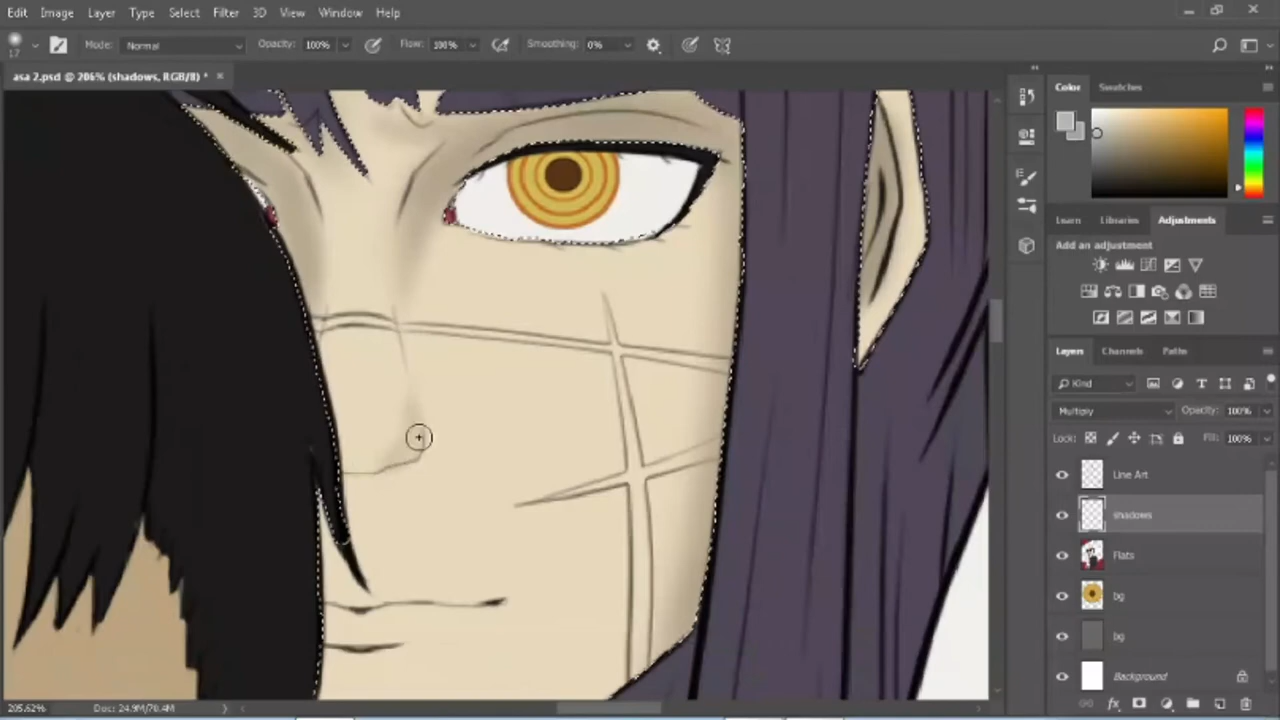 Edit Image Layer Type Select Filter 3D View Window Help
17 Mode: Normal Opacity: 100% Flow: 100% Smoothing: 0%
asa 2.psd @ 206% (shadows, RGB/8) * ×
Color Swatches
Learn Libraries Adjustments
Add an adjustment
Layers Channels Paths
Kind
Multiply Opacity: 100%
Lock: Fill: 100%
Line Art
shadows
Flats
bg
bg
Background
205.62% Doc: 24.9M/70.4M
fx